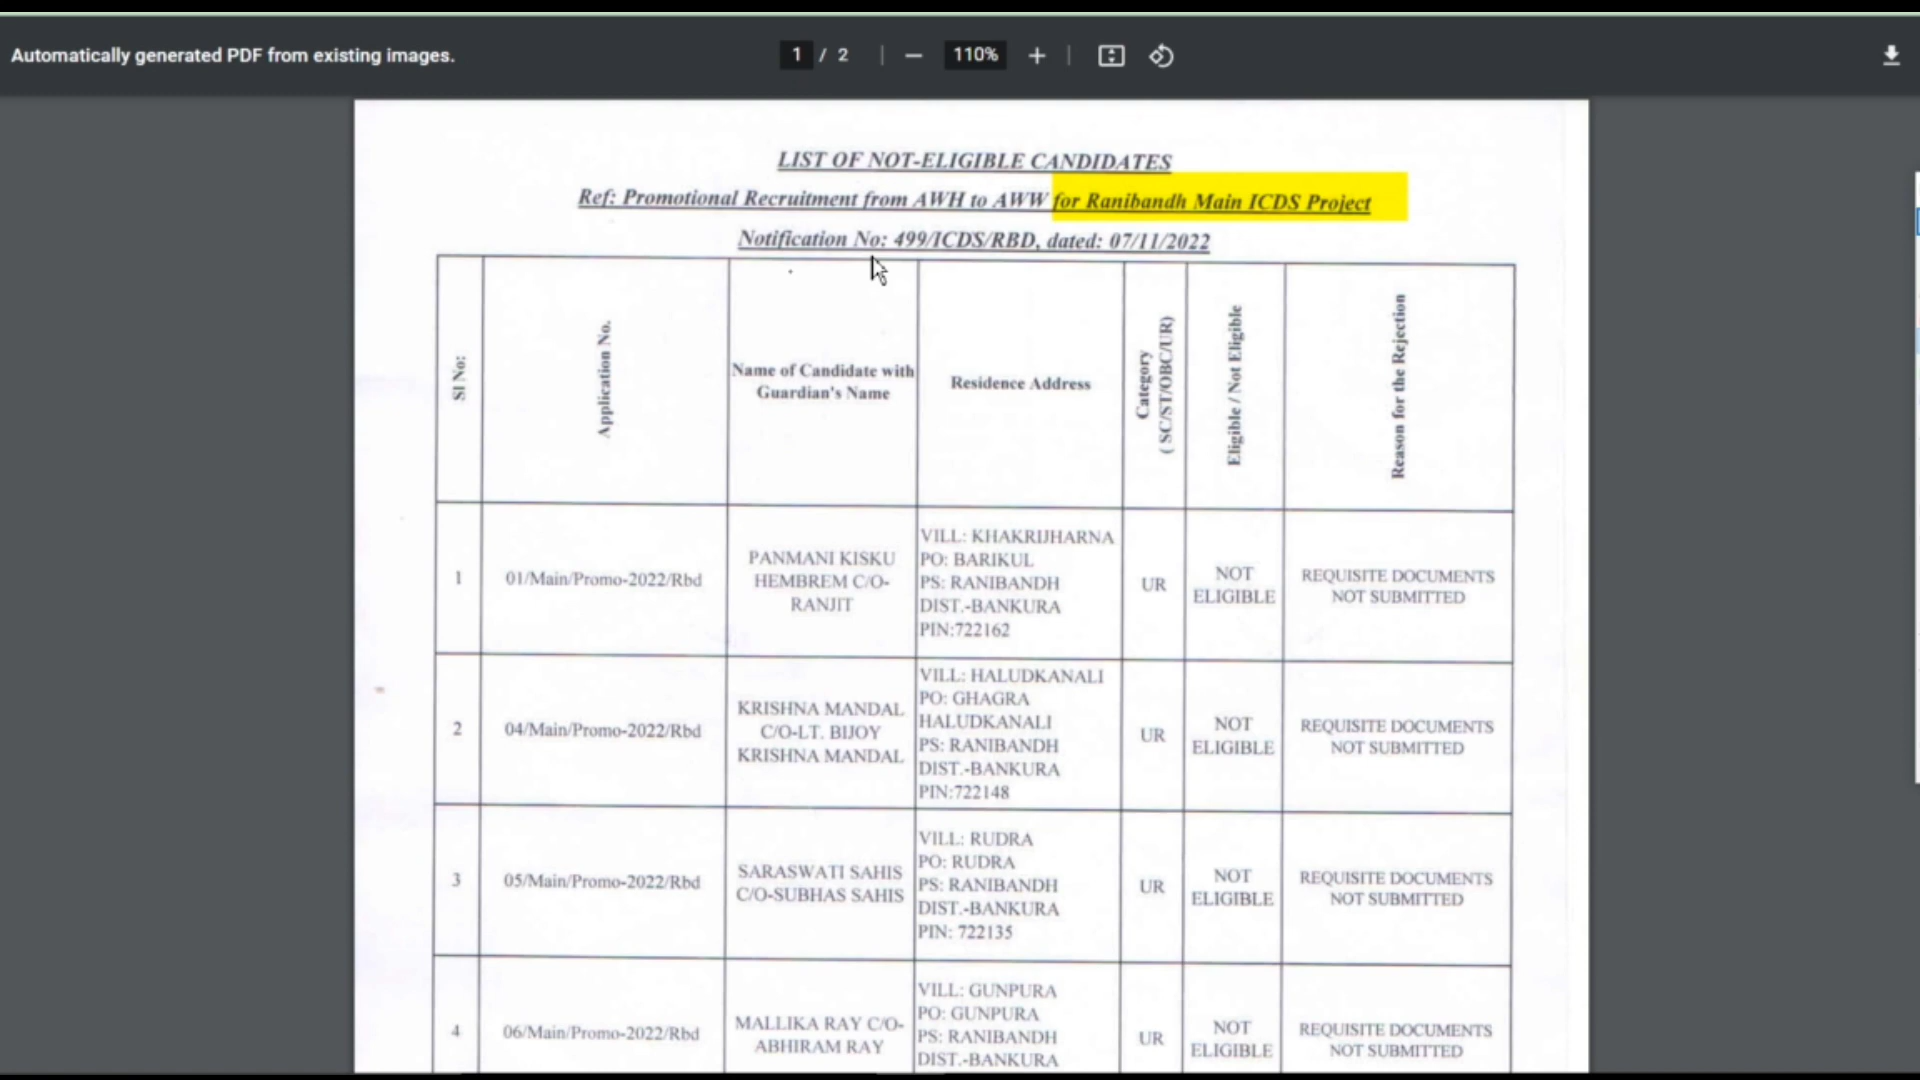 Automatically generated PDF from existing images.
1 / 2
110%
LIST OF NOT-ELIGIBLE CANDIDATES
Ref: Promotional Recruitment from AWH to AWW for Ranibandh Main ICDS Project
Notification No: 499/ICDS/RBD, dated: 07/11/2022
Sl No:
Application No.
Name of Candidate with
Guardian's Name
Residence Address
Category
( SC/ST/OBC/UR)
Eligible / Not Eligible
Reason for the Rejection
1
01/Main/Promo-2022/Rbd
PANMANI KISKU
HEMBREM C/O-
RANJIT
VILL: KHAKRIJHARNA
PO: BARIKUL
PS: RANIBANDH
DIST.-BANKURA
PIN:722162
UR
NOT
ELIGIBLE
REQUISITE DOCUMENTS
NOT SUBMITTED
2
04/Main/Promo-2022/Rbd
KRISHNA MANDAL
C/O-LT. BIJOY
KRISHNA MANDAL
VILL: HALUDKANALI
PO: GHAGRA
HALUDKANALI
PS: RANIBANDH
DIST.-BANKURA
PIN:722148
UR
NOT
ELIGIBLE
REQUISITE DOCUMENTS
NOT SUBMITTED
3
05/Main/Promo-2022/Rbd
SARASWATI SAHIS
C/O-SUBHAS SAHIS
VILL: RUDRA
PO: RUDRA
PS: RANIBANDH
DIST.-BANKURA
PIN: 722135
UR
NOT
ELIGIBLE
REQUISITE DOCUMENTS
NOT SUBMITTED
4
06/Main/Promo-2022/Rbd
MALLIKA RAY C/O-
ABHIRAM RAY
VILL: GUNPURA
PO: GUNPURA
PS: RANIBANDH
DIST.-BANKURA
UR
NOT
ELIGIBLE
REQUISITE DOCUMENTS
NOT SUBMITTED